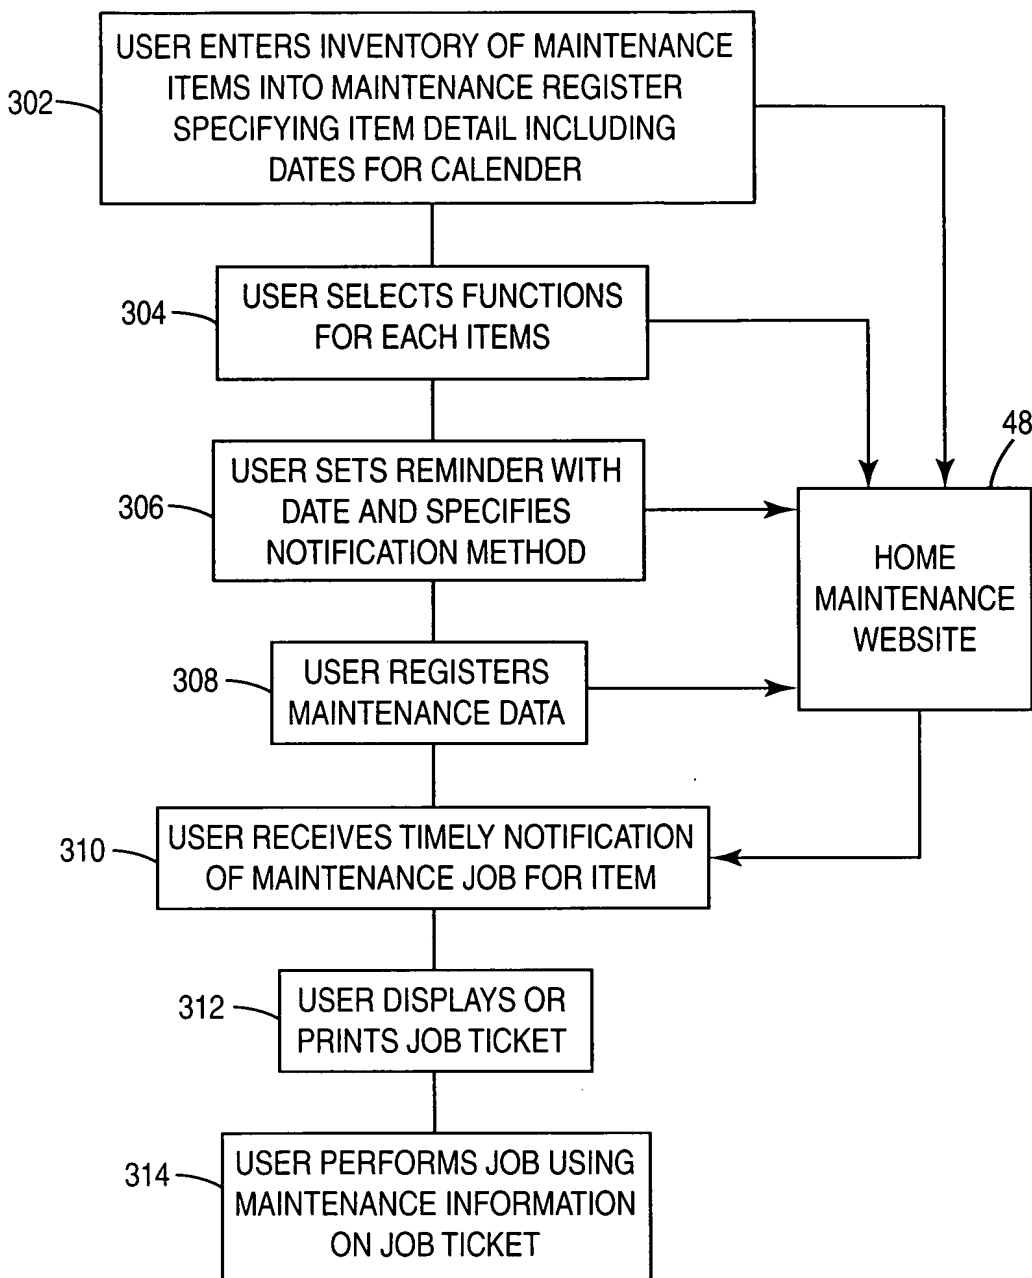 USER ENTERS INVENTORY OF MAINTENANCE
ITEMS INTO MAINTENANCE REGISTER
SPECIFYING ITEM DETAIL INCLUDING
DATES FOR CALENDER
302
USER SELECTS FUNCTIONS
FOR EACH ITEMS
304
USER SETS REMINDER WITH
DATE AND SPECIFIES
NOTIFICATION METHOD
306
48
HOME
MAINTENANCE
WEBSITE
USER REGISTERS
MAINTENANCE DATA
308
USER RECEIVES TIMELY NOTIFICATION
OF MAINTENANCE JOB FOR ITEM
310
USER DISPLAYS OR
PRINTS JOB TICKET
312
USER PERFORMS JOB USING
MAINTENANCE INFORMATION
ON JOB TICKET
314